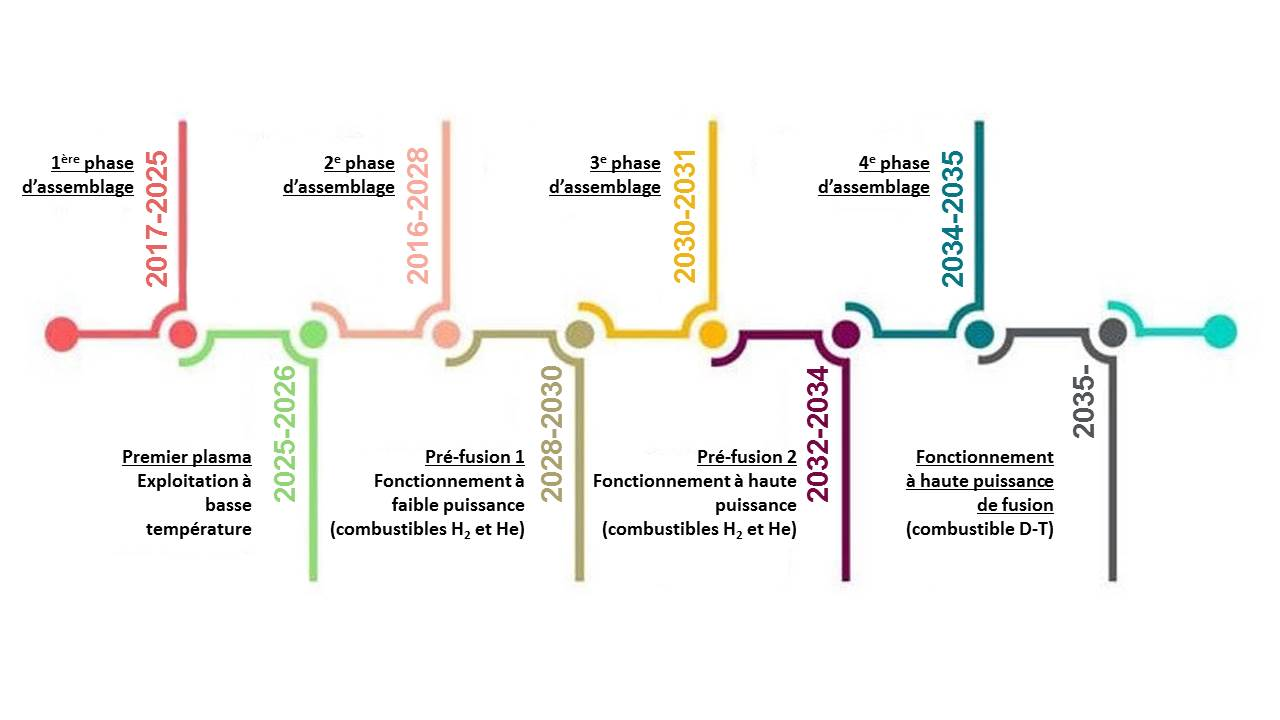 1ère phase
d’assemblage
2017-2025
2e phase
d’assemblage
2016-2028
3e phase
d’assemblage
2030-2031
4e phase
d’assemblage
2034-2035
Premier plasma
Exploitation à
basse
température
2025-2026
Pré-fusion 1
Fonctionnement à
faible puissance
(combustibles H2 et He)
2028-2030
Pré-fusion 2
Fonctionnement à haute
puissance
(combustibles H2 et He)
2032-2034
Fonctionnement
à haute puissance
de fusion
(combustible D-T)
2035-